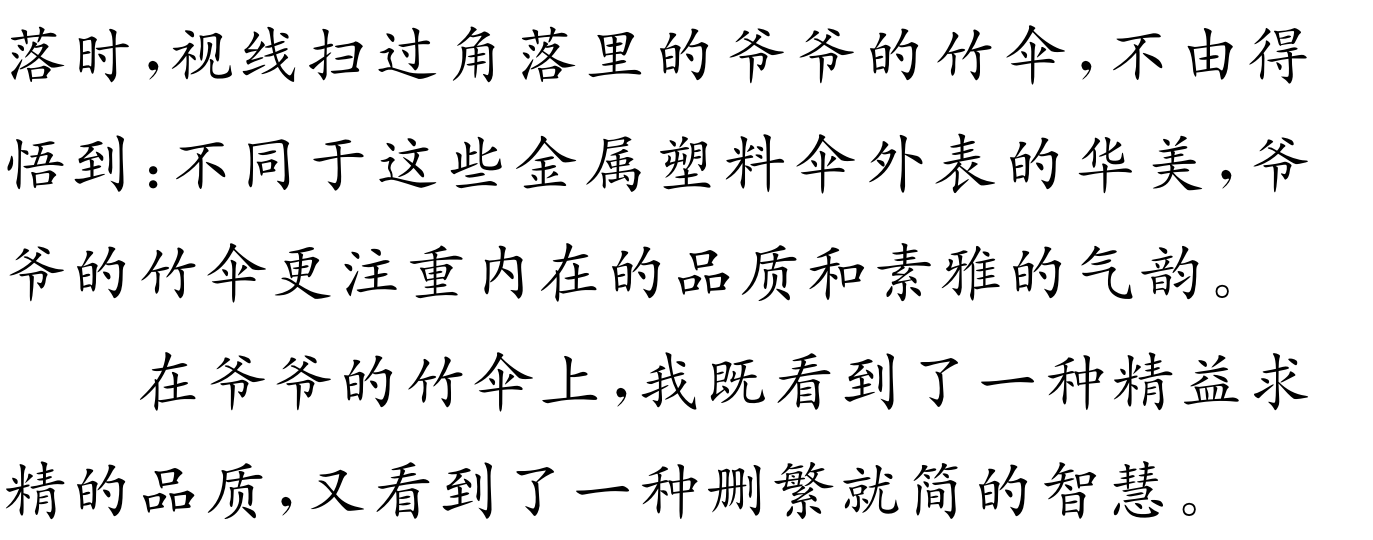 落时,视线扫过角落里的爷爷的竹伞,不由得
悟到:不同于这些金属塑料伞外表的华美,爷
爷的竹伞更注重内在的品质和素雅的气韵。
在爷爷的竹伞上,我既看到了一种精益求
精的品质,又看到了一种删繁就简的智慧。